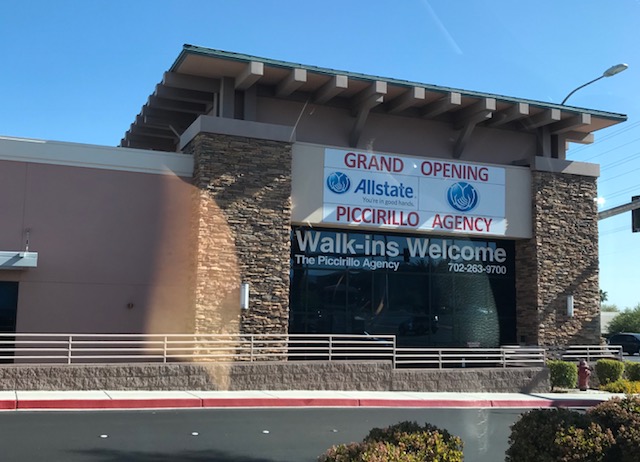 GRAND OPENING
Allstate
You're in good hands.
PICCIRILLO AGENCY
Walk-ins Welcome
The Piccirillo Agency 702-263-9700